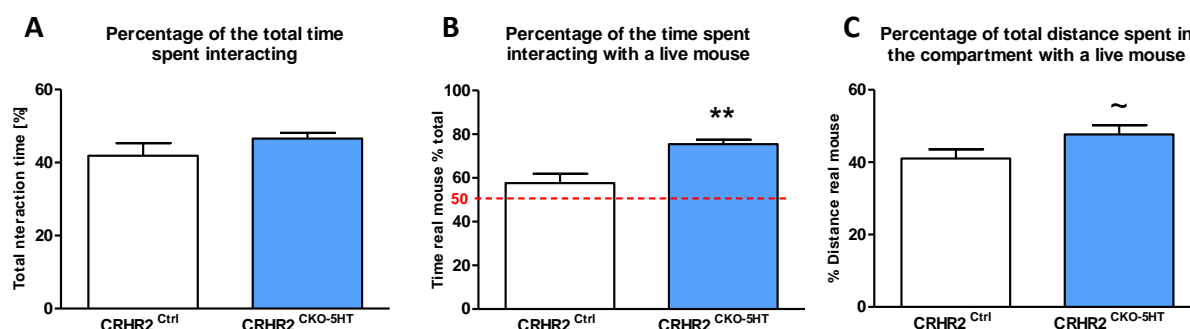 A
Percentage of the total time
spent interacting
Total nteraction time [%]
60
40
20
0
CRHR2 Ctrl
CRHR2 CKO-5HT
B
Percentage of the time spent
interacting with a live mouse
Time real mouse % total
100
80
60
50
40
20
0
**
CRHR2 Ctrl
CRHR2 CKO-5HT
C
Percentage of total distance spent in
the compartment with a live mouse
% Distance real mouse
60
40
20
0
~
CRHR2 Ctrl
CRHR2 CKO-5HT